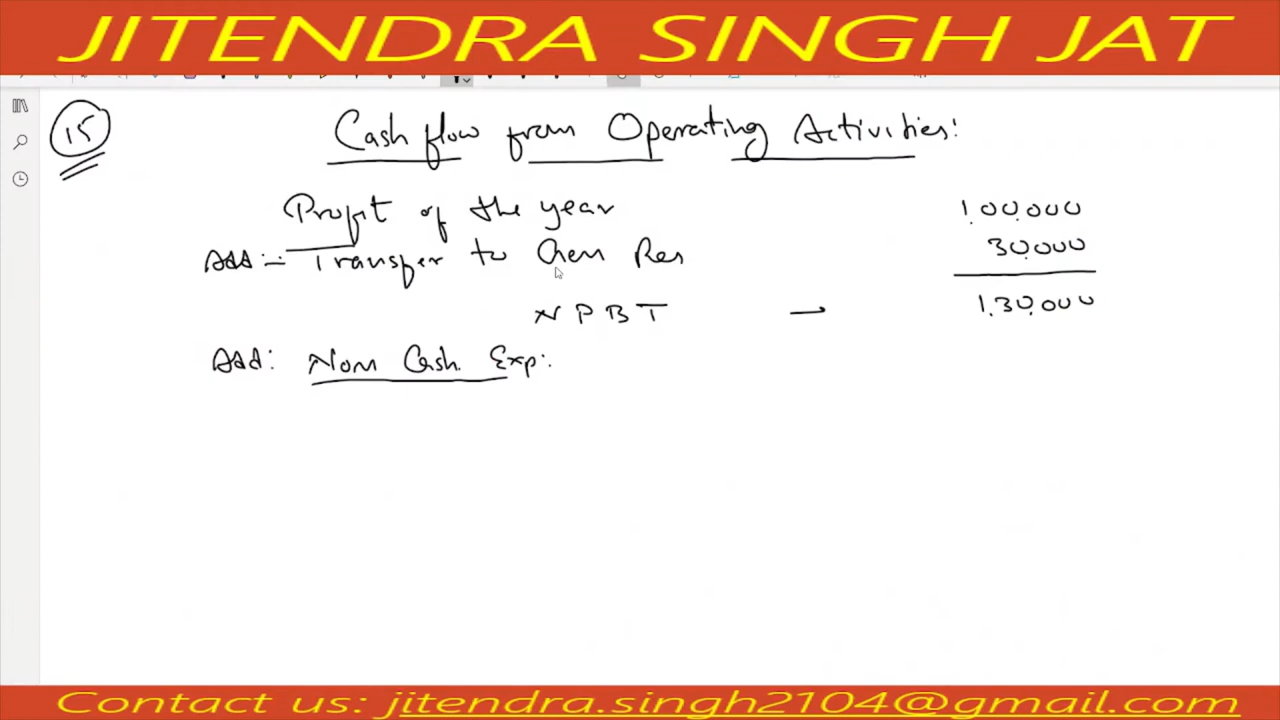 JITENDRA SINGH JAT
15
Cash flow from Operating Activities:
Profit of the year 1,00,000
Add:- Transfer to Gen Res 30,000
N P B T → 1,30,000
Add: Non Cash Exp:
Contact us: jitendra.singh2104@gmail.com